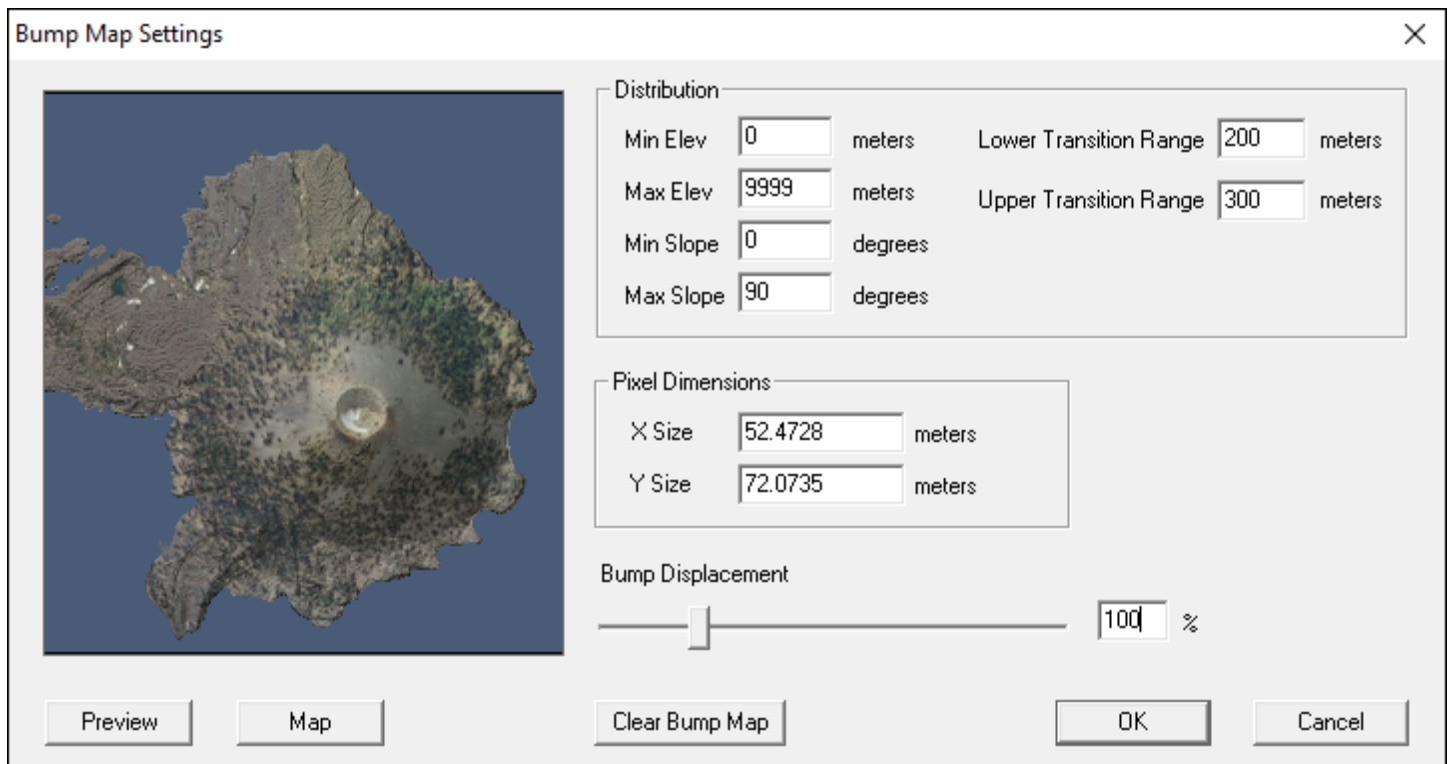 Bump Map Settings
Distribution
Min Elev 0 meters Lower Transition Range 200 meters
Max Elev 9999 meters Upper Transition Range 300 meters
Min Slope 0 degrees
Max Slope 90 degrees
Pixel Dimensions
X Size 52.4728 meters
Y Size 72.0735 meters
Bump Displacement
100 %
Preview Map Clear Bump Map OK Cancel